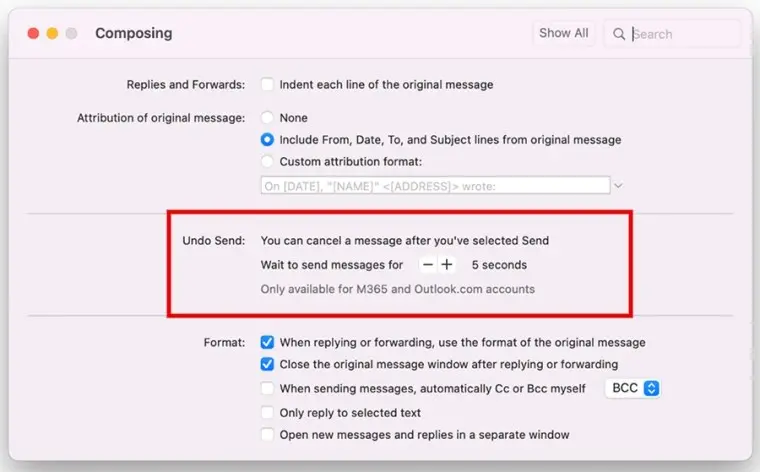 Composing
Show All
Search
Replies and Forwards:
Indent each line of the original message
Attribution of original message:
None
Include From, Date, To, and Subject lines from original message
Custom attribution format:
On [DATE], "[NAME]" <[ADDRESS]> wrote:
Undo Send:
You can cancel a message after you've selected Send
Wait to send messages for
5 seconds
Only available for M365 and Outlook.com accounts
Format:
When replying or forwarding, use the format of the original message
Close the original message window after replying or forwarding
When sending messages, automatically Cc or Bcc myself
BCC
Only reply to selected text
Open new messages and replies in a separate window